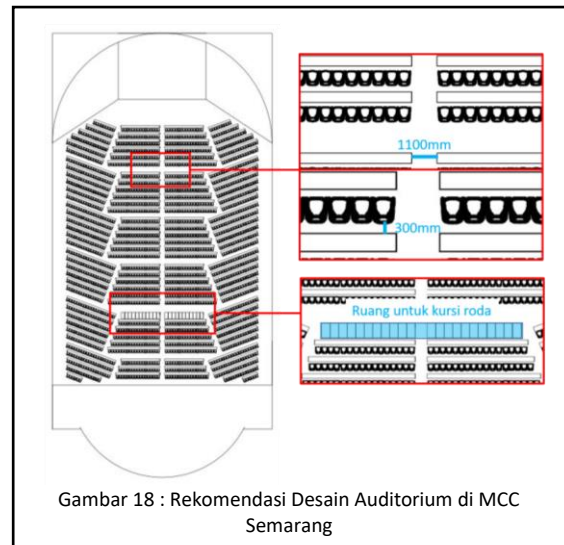 1100mm
300mm
Ruang untuk kursi roda
Gambar 18 : Rekomendasi Desain Auditorium di MCC
Semarang